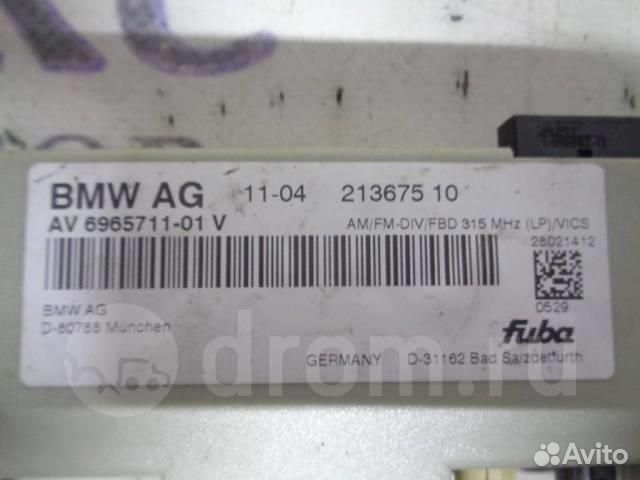 BMW AG 11-04 213675 10
AV 6965711-01 V AM/FM-DIV/FBD 315 MHz (LP)/VICS
28021412
0529
BMW AG
D-80788 München
fuba
GERMANY D-31162 Bad Salzdetfurth
drom.ru
Avito